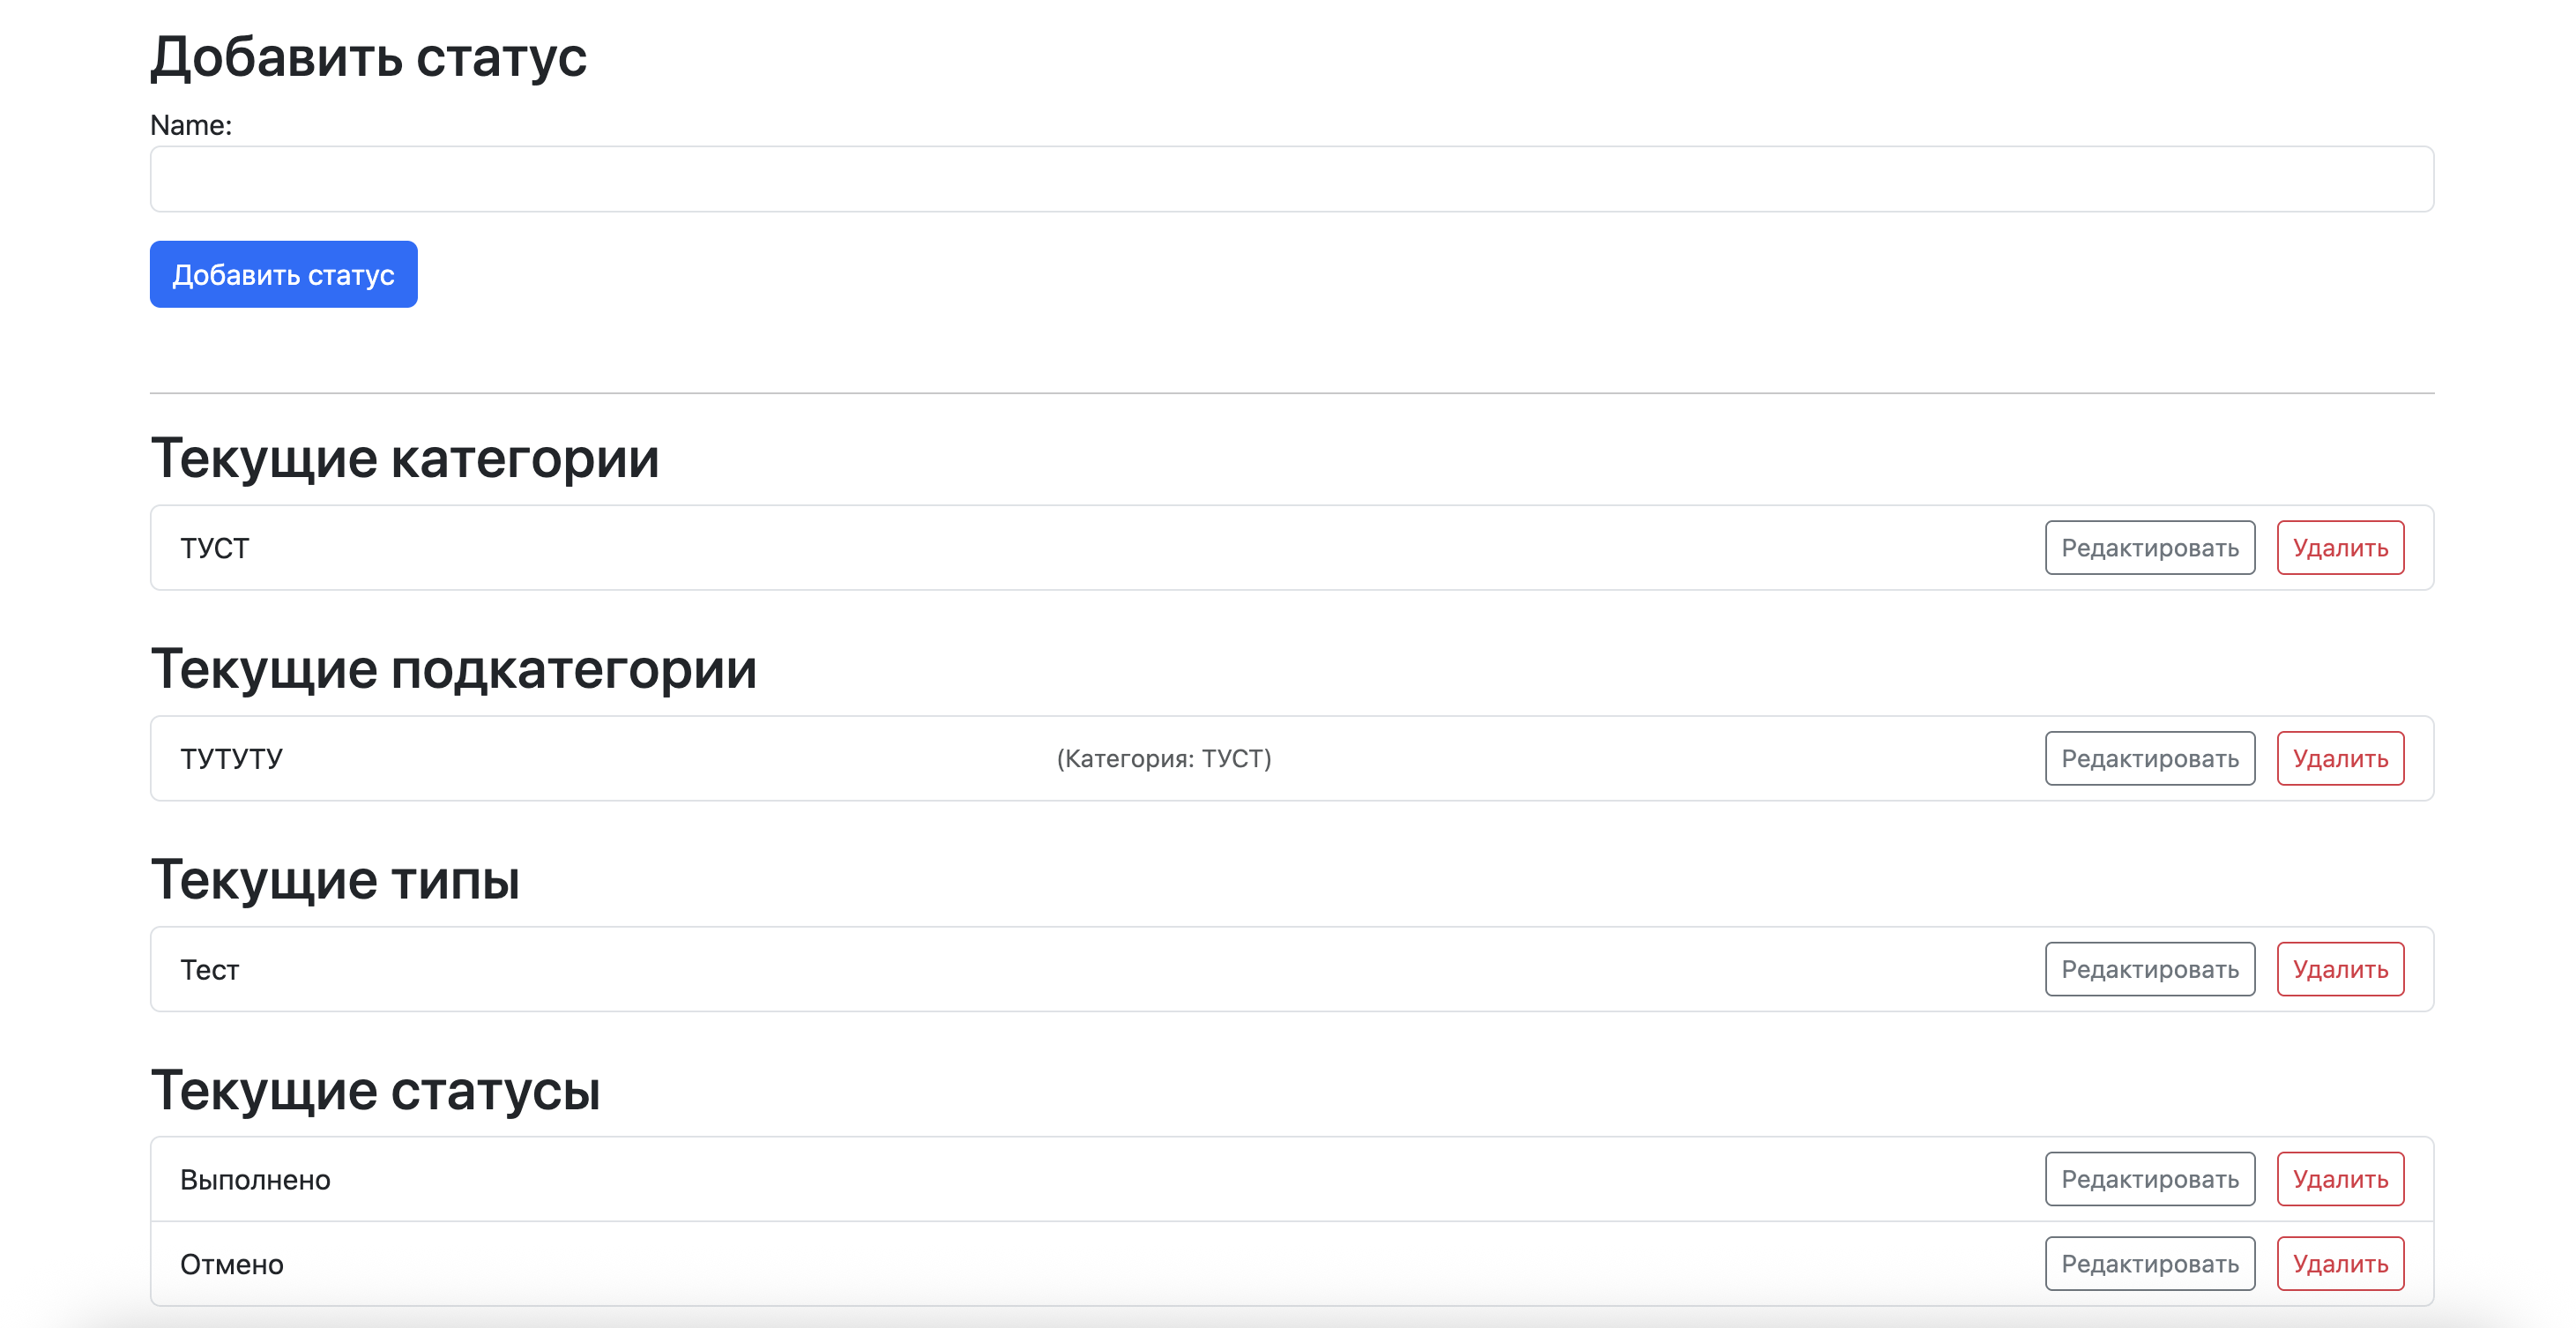 Добавить статус
Name:
Добавить статус
Текущие категории
ТУСТ Редактировать Удалить
Текущие подкатегории
ТУТУТУ (Категория: ТУСТ) Редактировать Удалить
Текущие типы
Тест Редактировать Удалить
Текущие статусы
Выполнено Редактировать Удалить
Отмено Редактировать Удалить